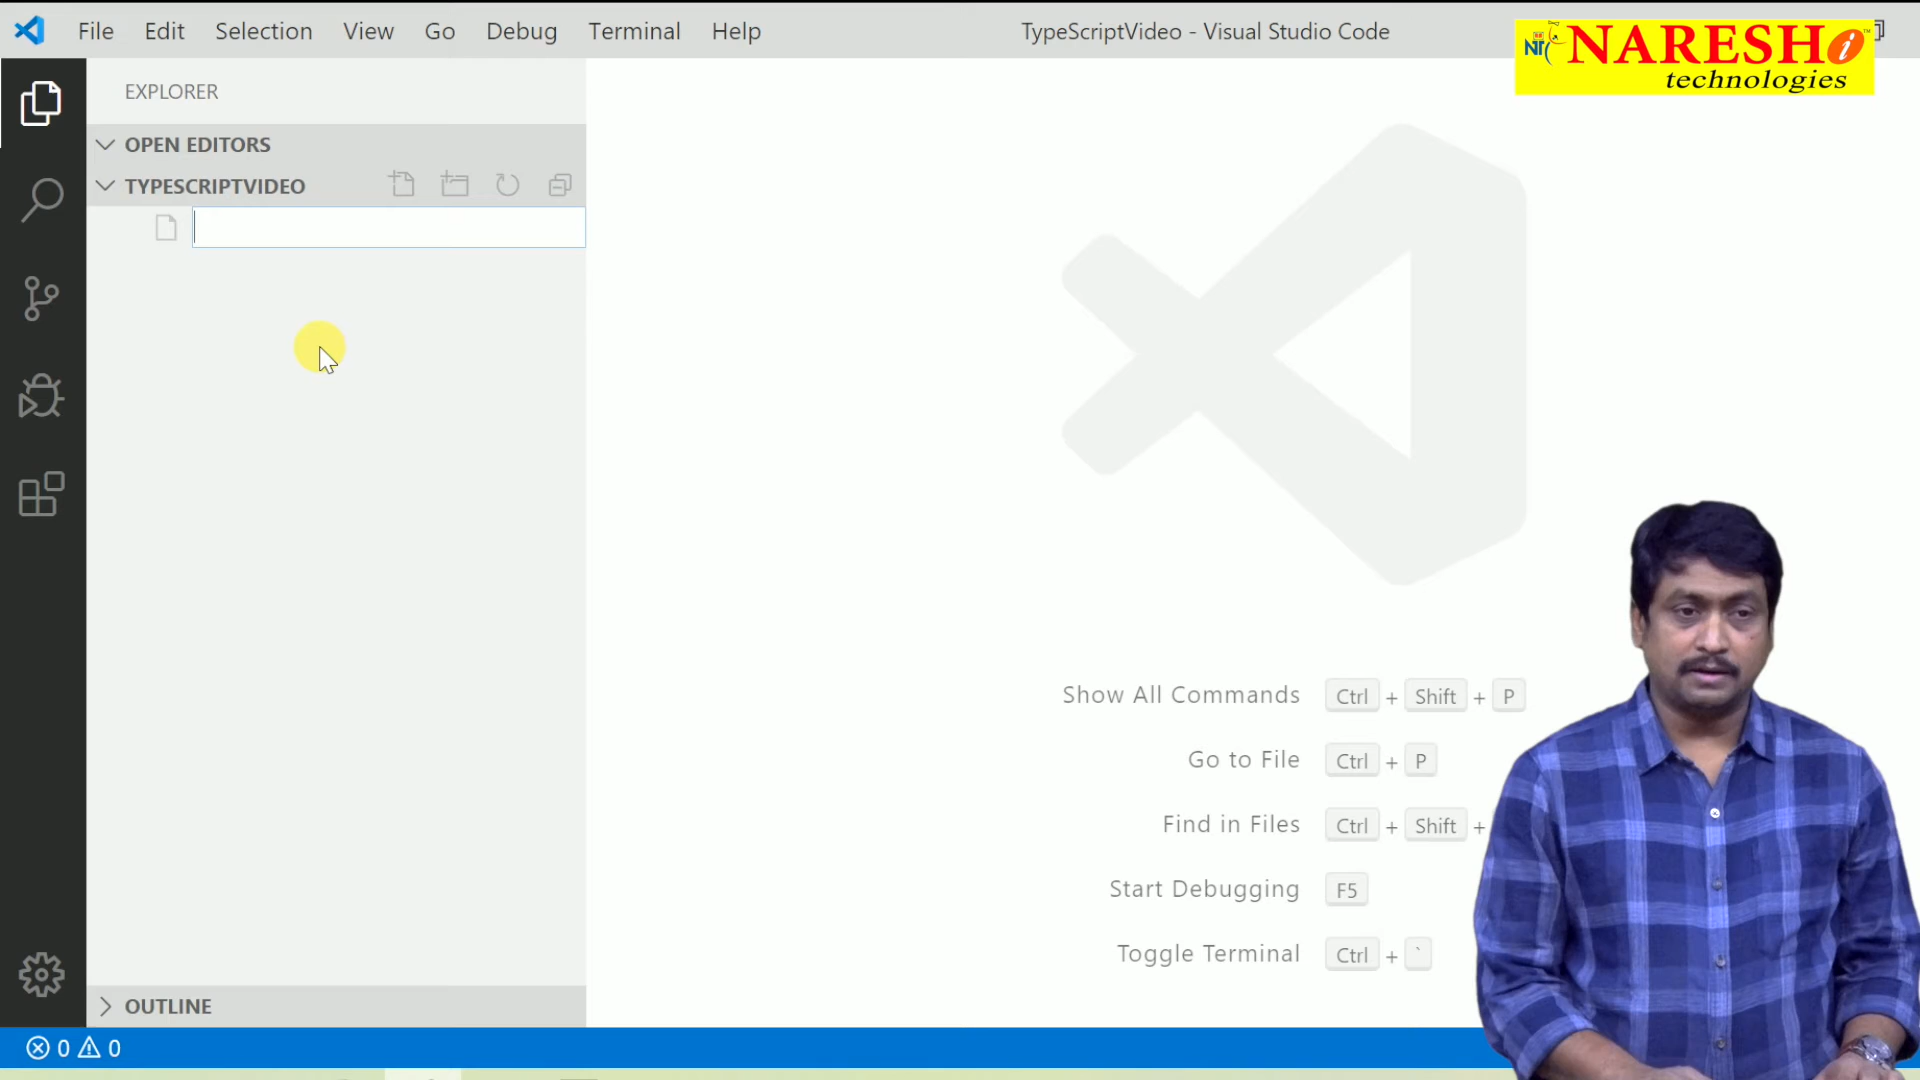 File Edit Selection View Go Debug Terminal Help TypeScriptVideo - Visual Studio Code
NT NARESH i ™
technologies
EXPLORER
OPEN EDITORS
TYPESCRIPTVIDEO
Show All Commands Ctrl + Shift + P
Go to File Ctrl + P
Find in Files Ctrl + Shift +
Start Debugging F5
Toggle Terminal Ctrl + `
OUTLINE
0 0